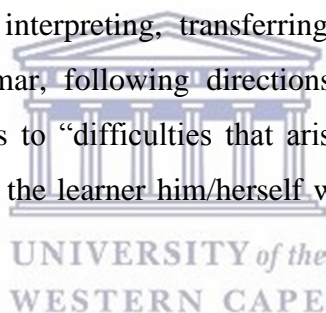 interpreting, transferring
mar, following directions
s to “difficulties that aris
the learner him/herself w
UNIVERSITY of the
WESTERN CAPE